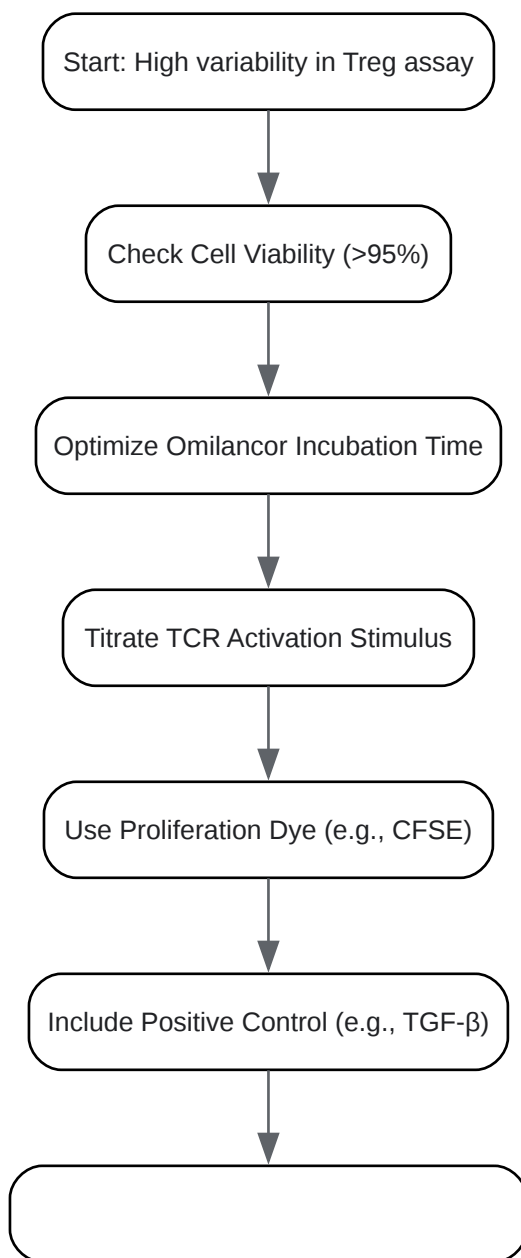 Start: High variability in Treg assay
Check Cell Viability (>95%)
Optimize Omilancor Incubation Time
Titrate TCR Activation Stimulus
Use Proliferation Dye (e.g., CFSE)
Include Positive Control (e.g., TGF-β)